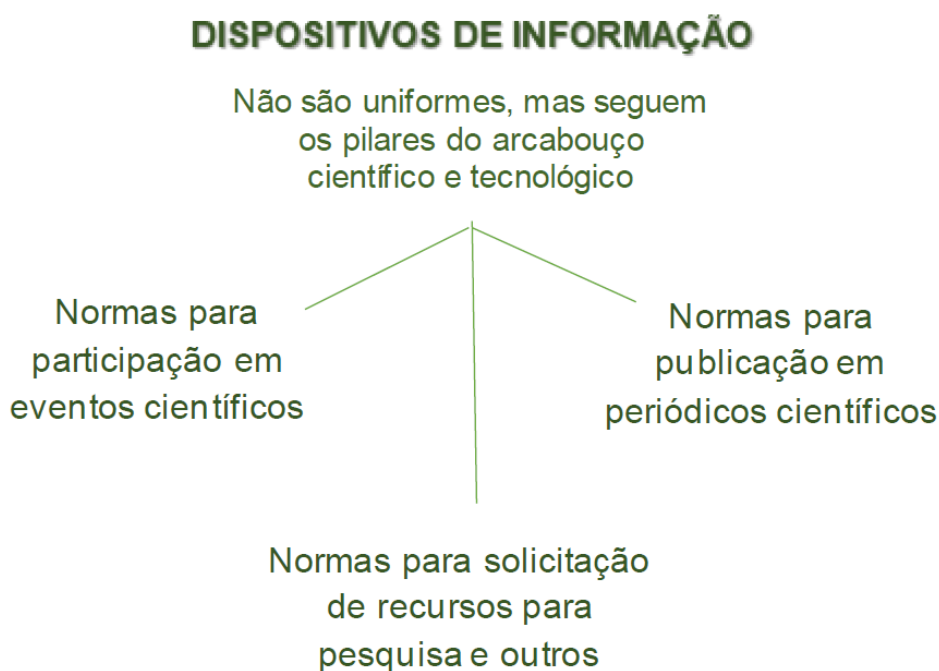 DISPOSITIVOS DE INFORMAÇÃO
Não são uniformes, mas seguem
os pilares do arcabouço
científico e tecnológico
Normas para
participação em
eventos científicos
Normas para
publicação em
periódicos científicos
Normas para solicitação
de recursos para
pesquisa e outros